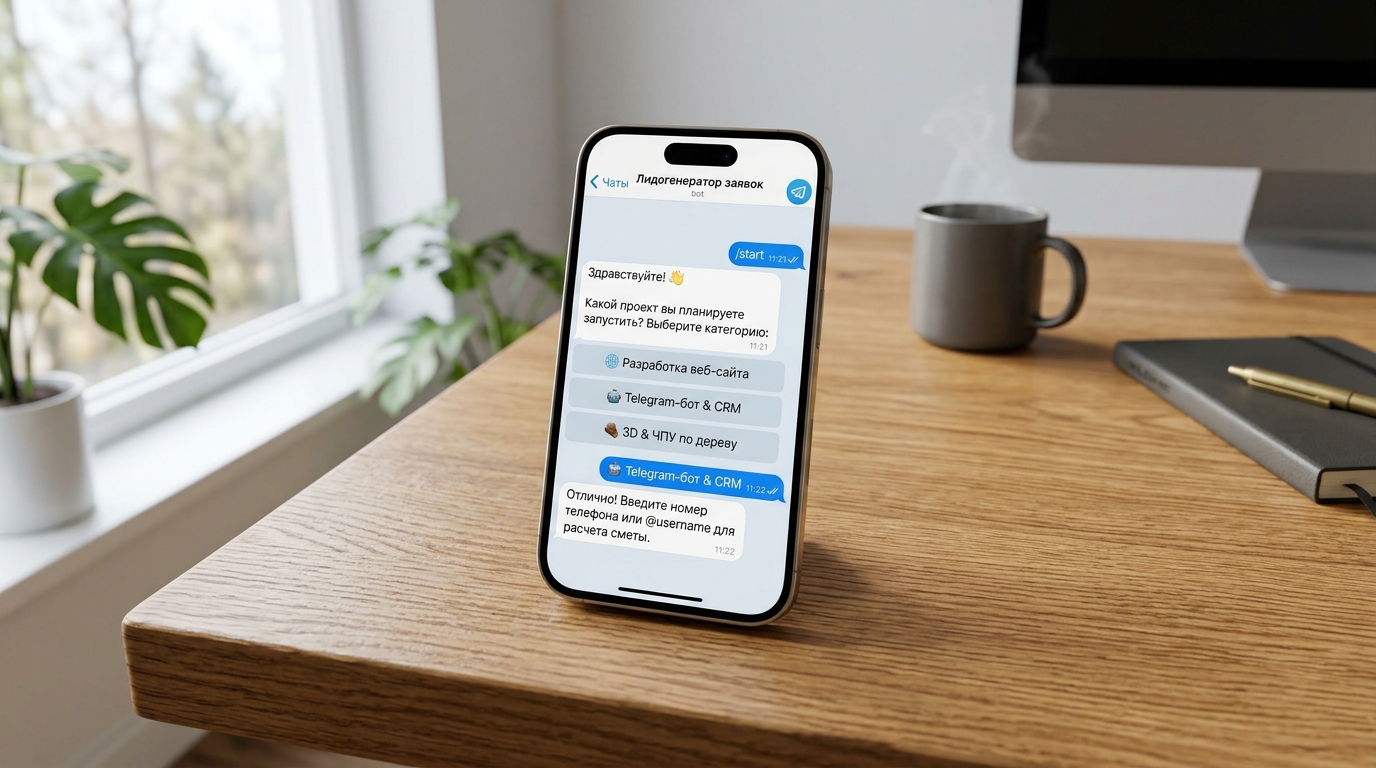 Чаты
Лидогенератор заявок
bot
/start 11:21
Здравствуйте! 👋
Какой проект вы планируете
запустить? Выберите категорию:
11:21
Разработка веб-сайта
Telegram-бот & CRM
3D & ЧПУ по дереву
Telegram-бот & CRM 11:22
Отлично! Введите номер
телефона или @username для
расчета сметы.
11:22